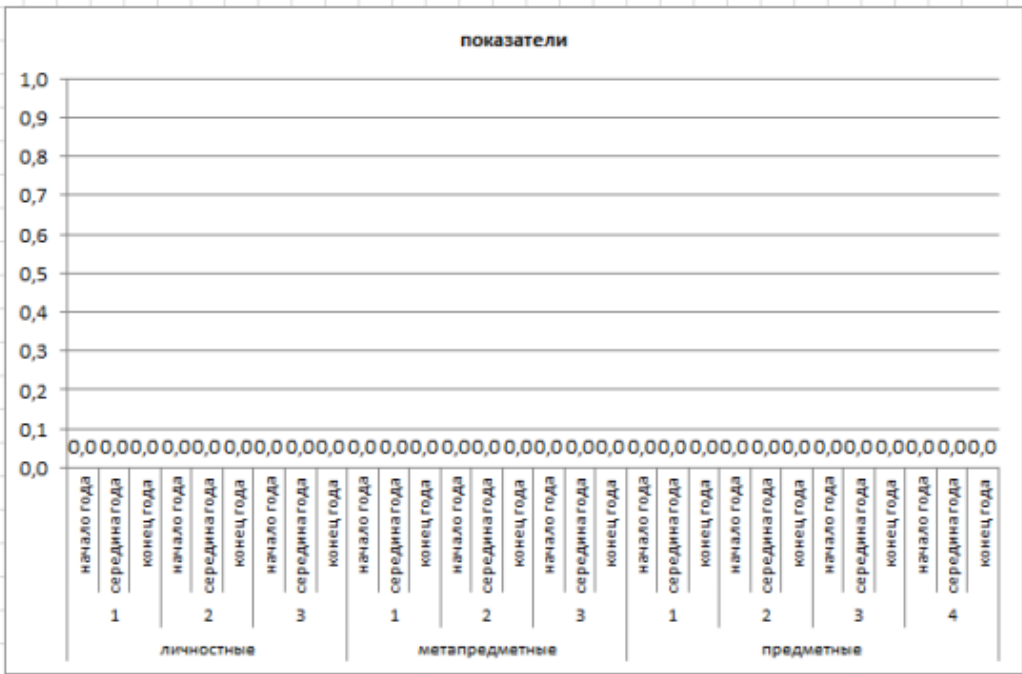 показатели
1,0
0,9
0,8
0,7
0,6
0,5
0,4
0,3
0,2
0,1
0,0
0,0 0,0 0,0 0,0 0,0 0,0 0,0 0,0 0,0 0,0 0,0 0,0 0,0 0,0 0,0 0,0 0,0 0,0 0,0 0,0 0,0 0,0 0,0 0,0 0,0 0,0 0,0 0,0 0,0 0,0
начало года середина года конец года начало года середина года конец года начало года середина года конец года начало года середина года конец года начало года середина года конец года начало года середина года конец года начало года середина года конец года начало года середина года конец года начало года середина года конец года начало года середина года конец года
1 2 3 1 2 3 1 2 3 4
личностные метапредметные предметные